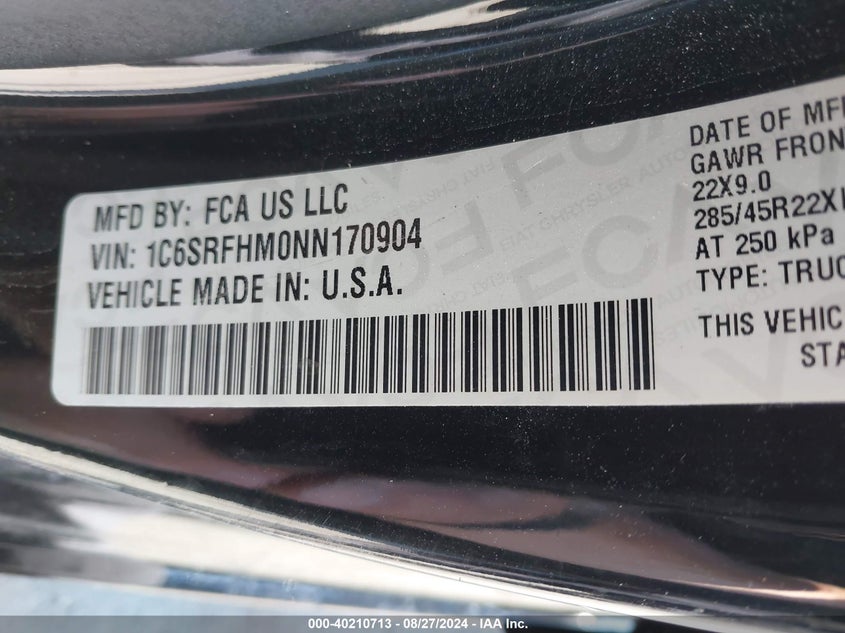 MFD BY: FCA US LLC
VIN: 1C6SRFHM0NN170904
VEHICLE MADE IN: U.S.A.
DATE OF MF
GAWR FRON
22X9.0
285/45R22X
AT 250 kPa
TYPE: TRUC
THIS VEHIC
STA
000-40210713 - 08/27/2024 - IAA Inc.